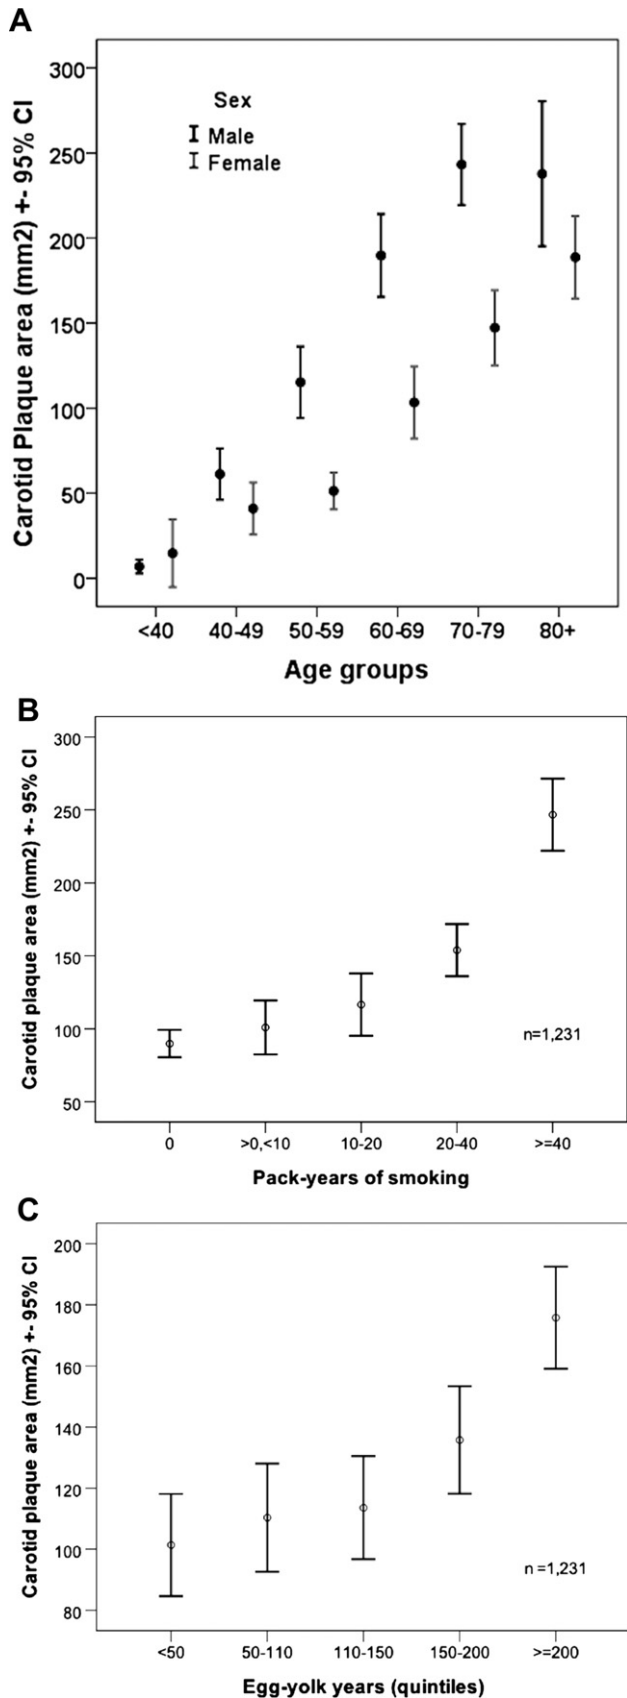 A
Carotid Plaque area (mm2) +- 95% CI
300
250
200
150
100
50
0
Sex
Male
Female
<40
40-49
50-59
60-69
70-79
80+
Age groups
B
Carotid plaque area (mm2) +- 95% CI
300
250
200
150
100
50
n=1,231
0
>0,<10
10-20
20-40
>=40
Pack-years of smoking
C
Carotid plaque area (mm2) +- 95% CI
200
180
160
140
120
100
80
n =1,231
<50
50-110
110-150
150-200
>=200
Egg-yolk years (quintiles)